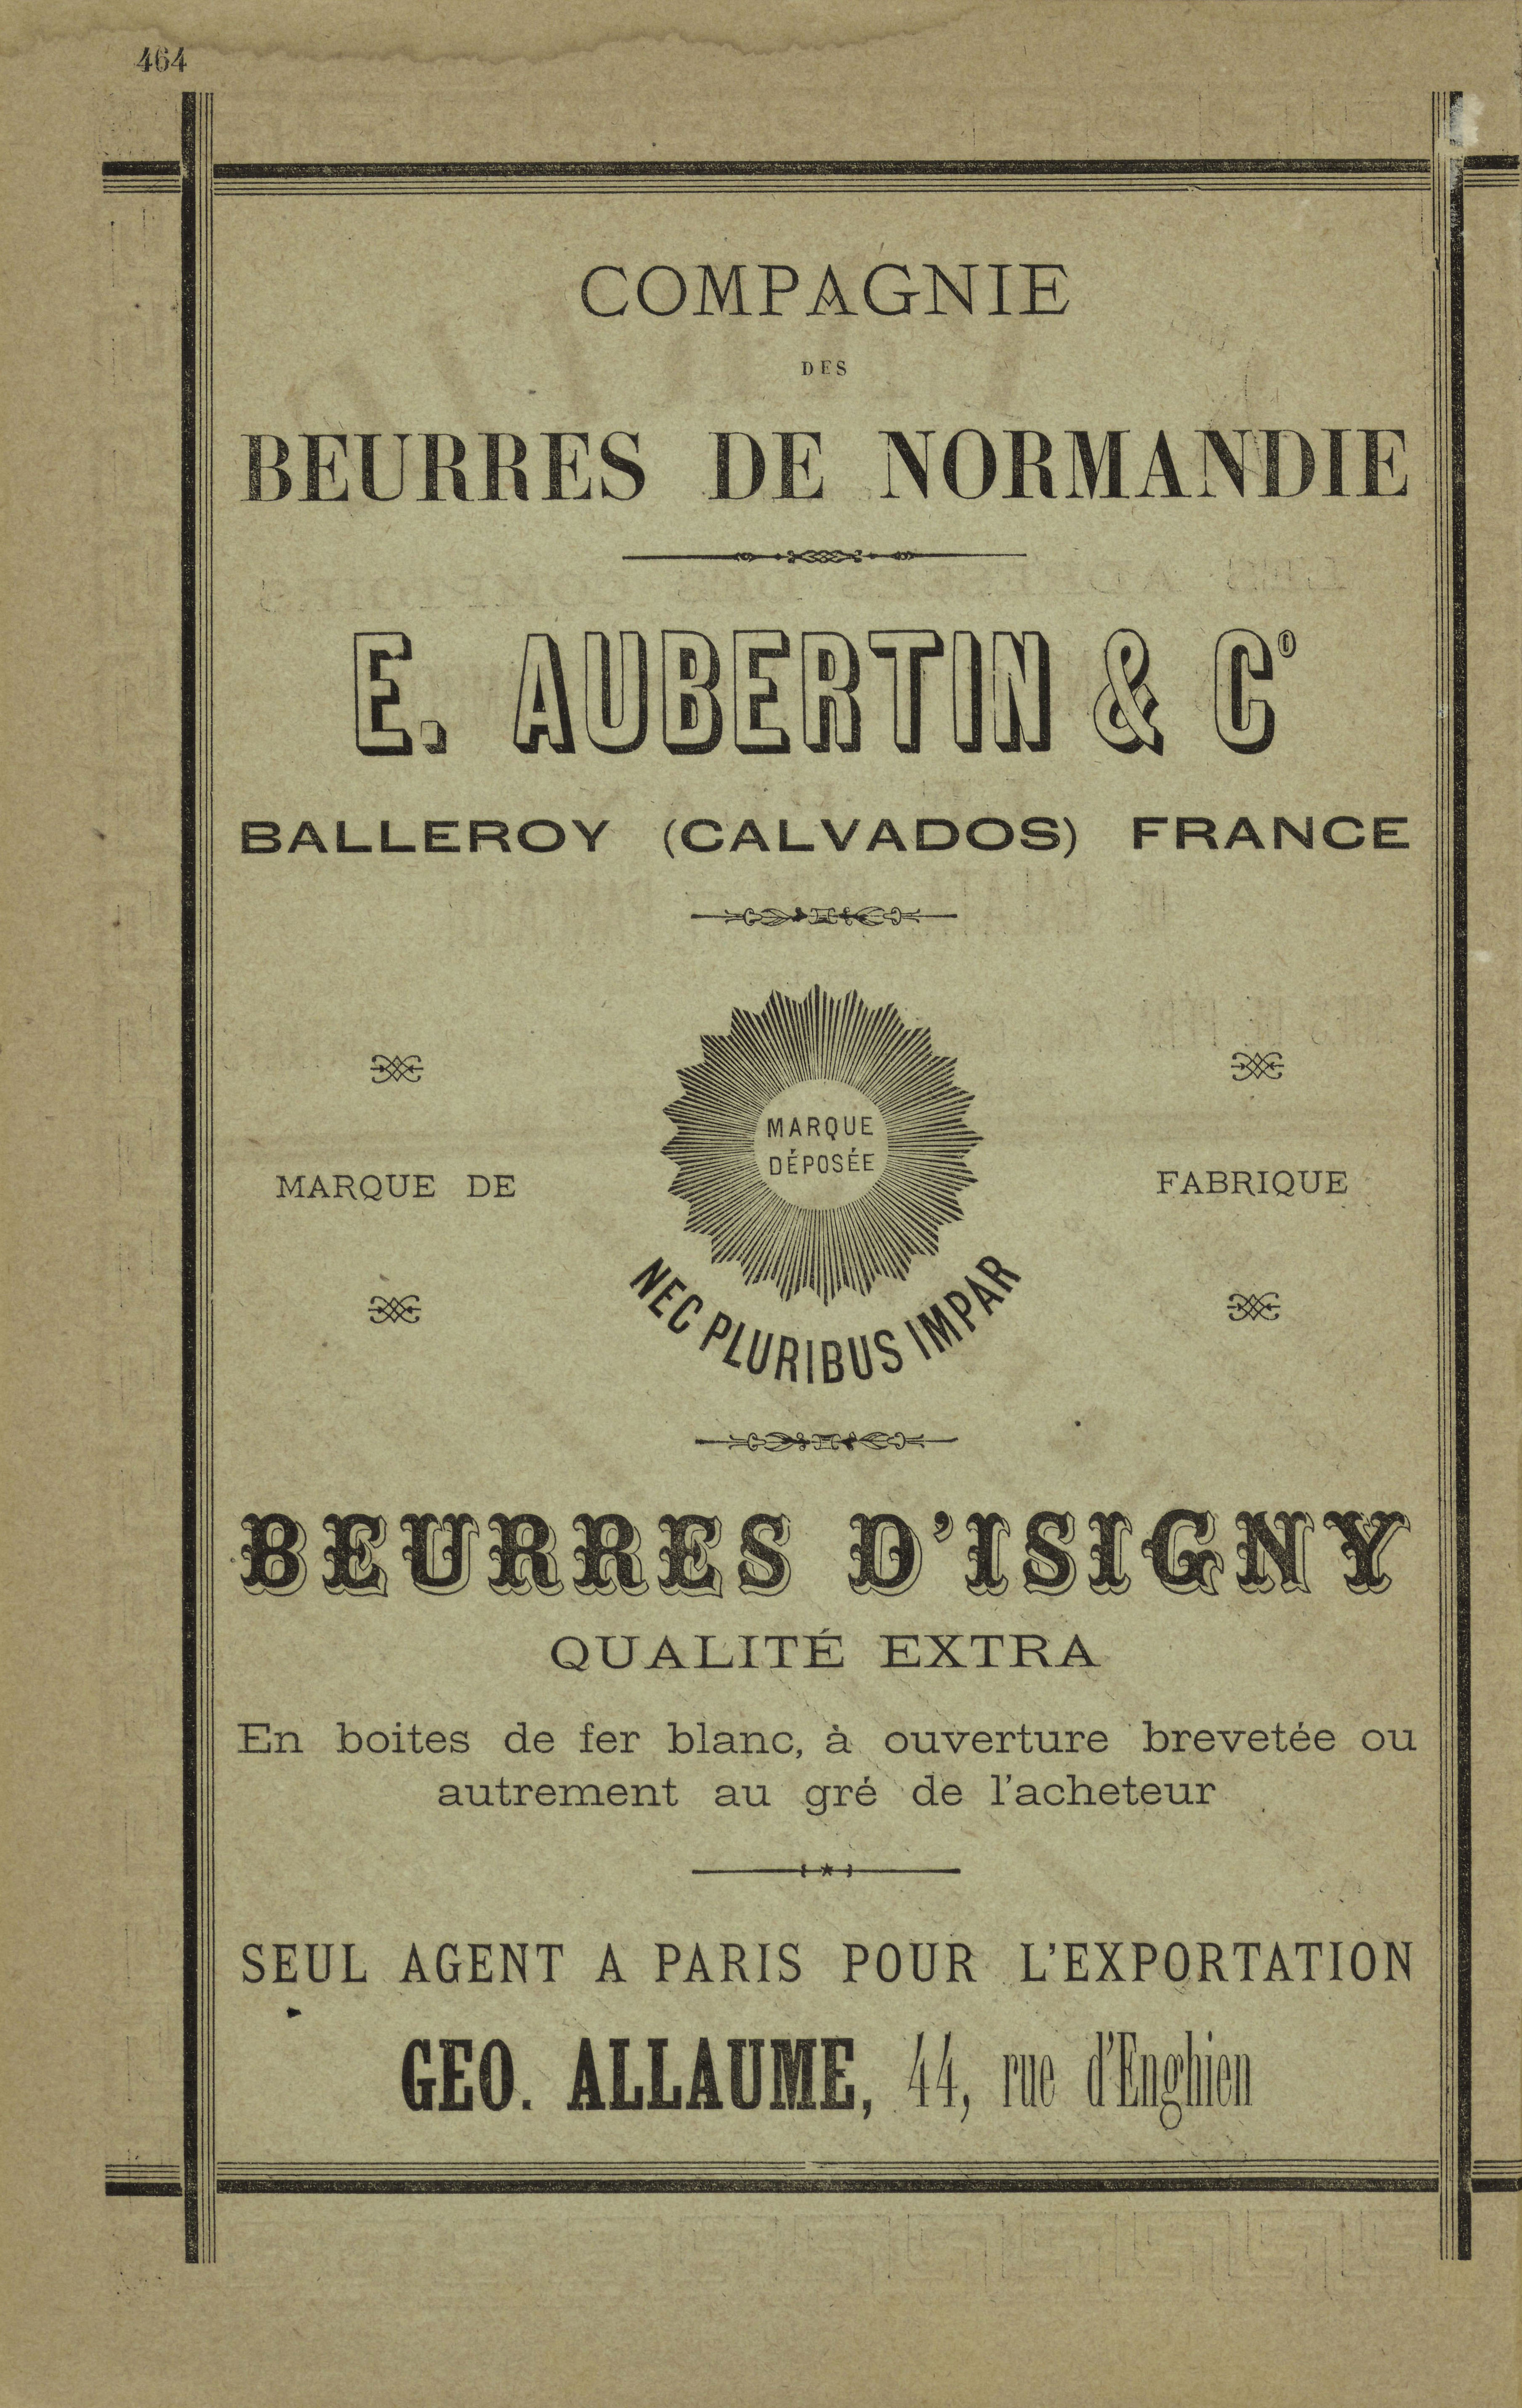 464
COMPAGNIE
DES
BEURRES DE NORMANDIE
E. AUBERTIN & Cº
BALLEROY (CALVADOS) FRANCE
MARQUE
DÉPOSÉE
MARQUE DE
FABRIQUE
NEC PLURIBUS IMPAR
BEURRES D'ISIGNY
QUALITÉ EXTRA
En boites de fer blanc, à ouverture brevetée ou
autrement au gré de l'acheteur
SEUL AGENT A PARIS POUR L'EXPORTATION
GEO. ALLAUME, 44, rue d'Enghien